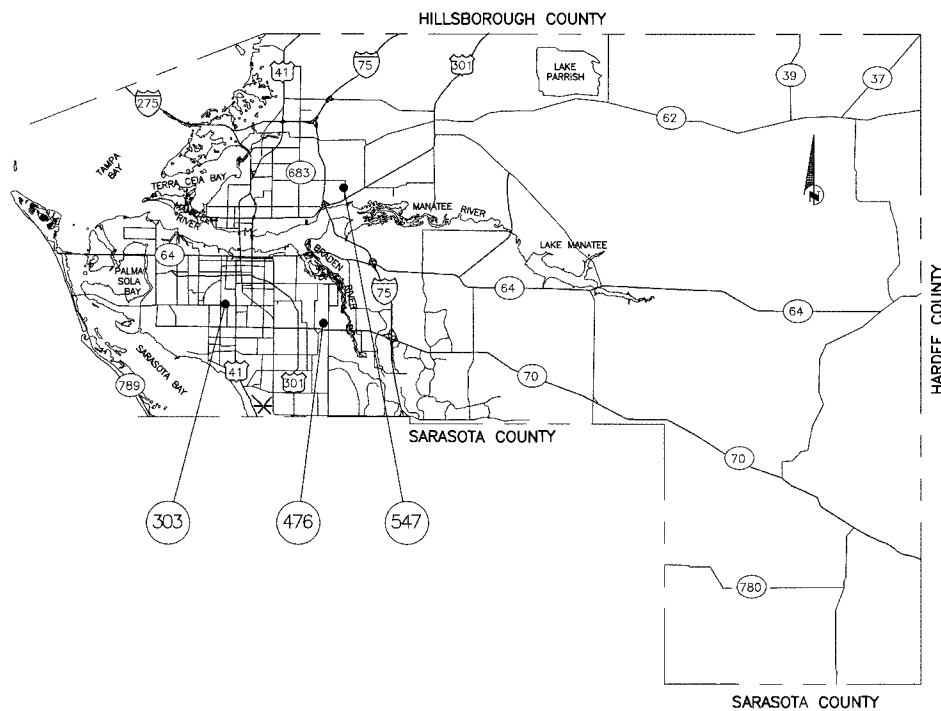 HILLSBOROUGH COUNTY
41
75
301
LAKE
PARRISH
39
37
275
62
TAMPA
BAY
TERRA CEIA BAY
683
MANATEE
RIVER
MANATEE RIVER
N
64
BRADEN
RIVER
LAKE MANATEE
PALMA
SOLA
BAY
75
64
64
HARDEE COUNTY
SARASOTA BAY
789
41
301
70
SARASOTA COUNTY
70
303
476
547
780
SARASOTA COUNTY